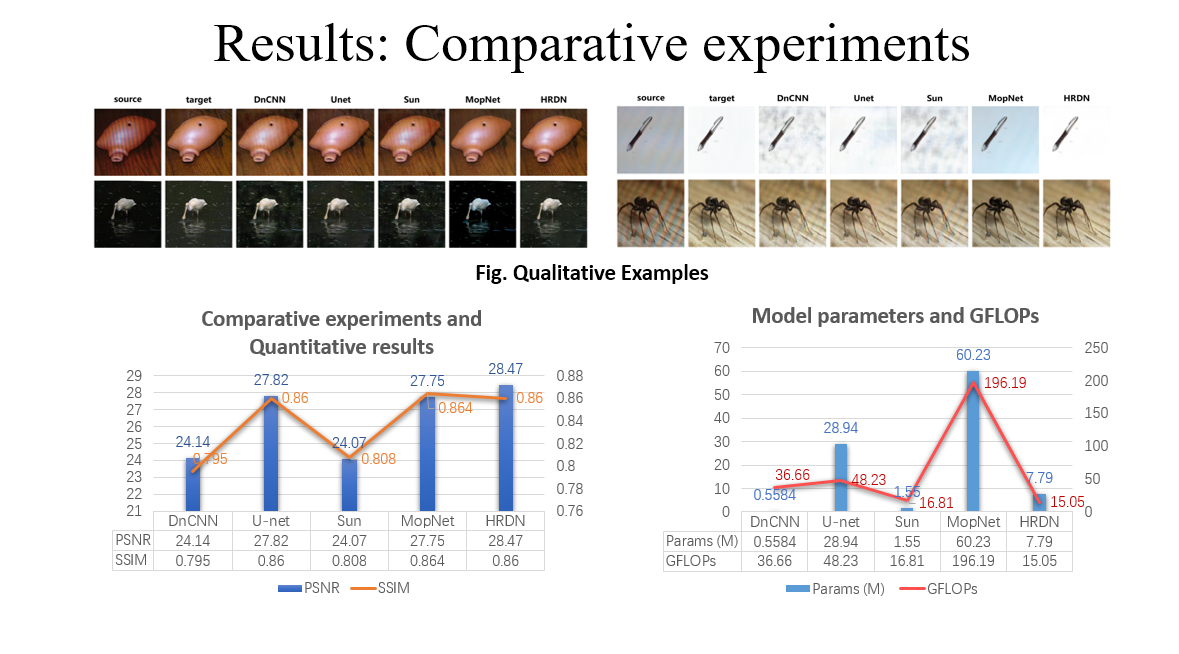 Results: Comparative experiments
source target DnCNN Unet Sun MopNet HRDN
source target DnCNN Unet Sun MopNet HRDN
Fig. Qualitative Examples
Comparative experiments and
Quantitative results
29 28 27 26 25 24 23 22 21
24.14 27.82 24.07 27.75 28.47
0.795 0.86 0.808 0.864 0.86
0.88 0.86 0.84 0.82 0.8 0.78 0.76
DnCNN U-net Sun MopNet HRDN
PSNR 24.14 27.82 24.07 27.75 28.47
SSIM 0.795 0.86 0.808 0.864 0.86
PSNR SSIM
Model parameters and GFLOPs
70 60 50 40 30 20 10 0
0.5584 28.94 1.55 60.23 7.79
36.66 48.23 16.81 196.19 15.05
250 200 150 100 50 0
DnCNN U-net Sun MopNet HRDN
Params (M) 0.5584 28.94 1.55 60.23 7.79
GFLOPs 36.66 48.23 16.81 196.19 15.05
Params (M) GFLOPs